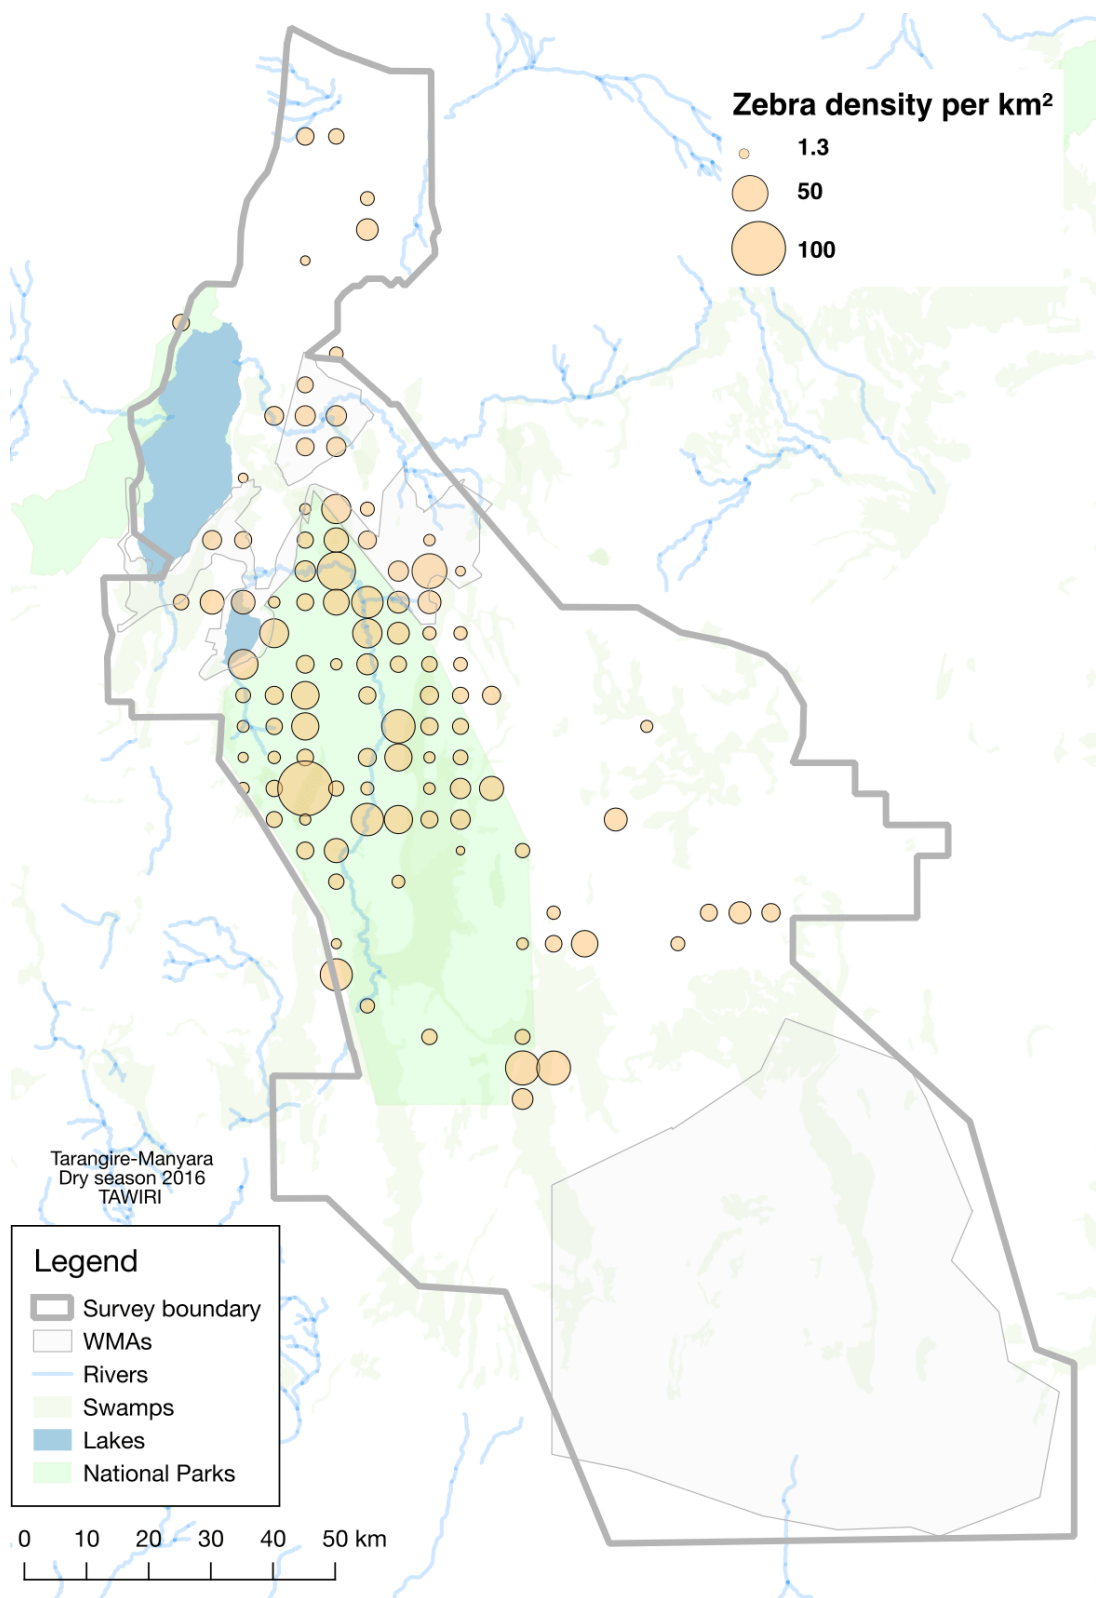 Zebra density per km²
1.3
50
100
Tarangire-Manyara
Dry season 2016
TAWIRI
Legend
Survey boundary
WMAs
Rivers
Swamps
Lakes
National Parks
0 10 20 30 40 50 km